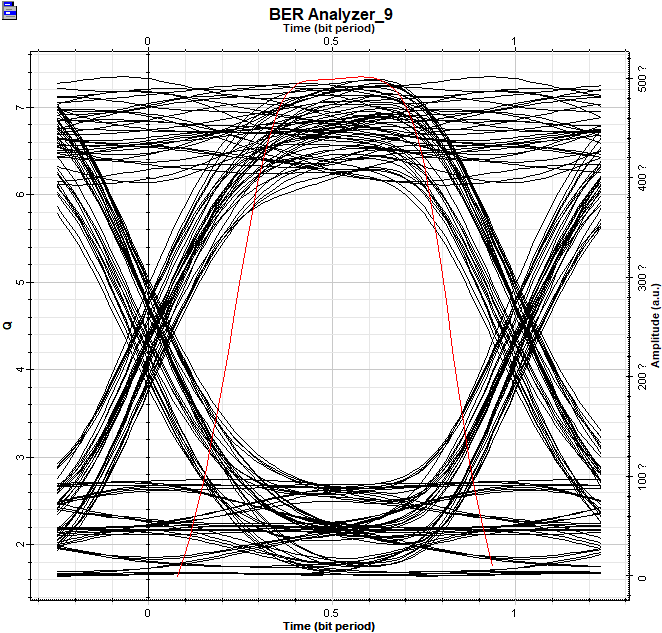 BER Analyzer_9
Time (bit period)
0 0.5 1
7
6
5
4
3
2
Q
500 ?
400 ?
300 ?
200 ?
100 ?
0
Amplitude (a.u.)
0 0.5 1
Time (bit period)